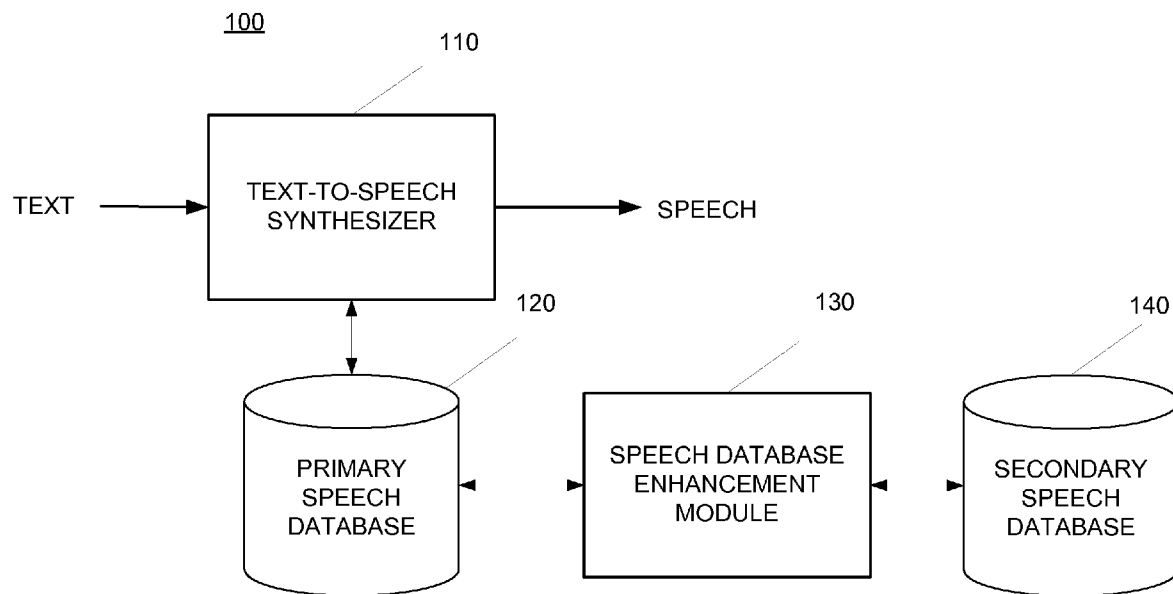 100
110
TEXT
TEXT-TO-SPEECH
SYNTHESIZER
SPEECH
120
130
140
PRIMARY
SPEECH
DATABASE
SPEECH DATABASE
ENHANCEMENT
MODULE
SECONDARY
SPEECH
DATABASE